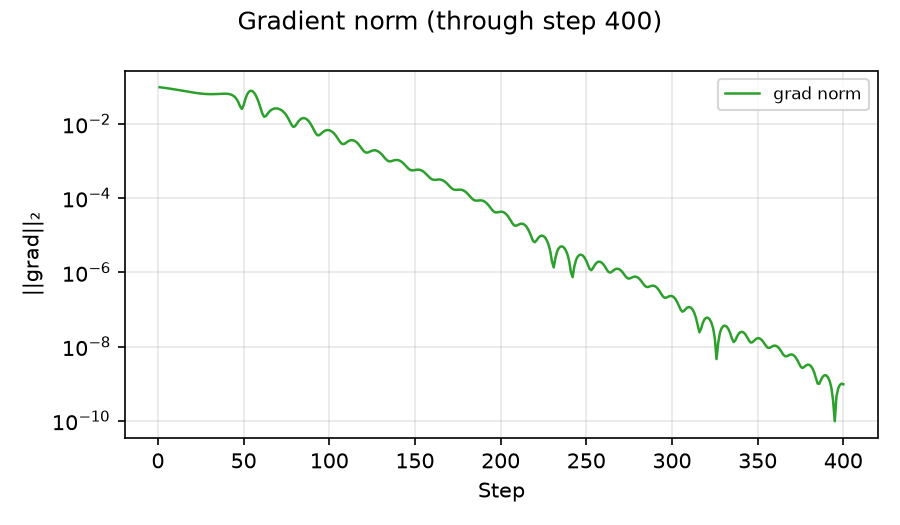 Gradient norm (through step 400)
grad norm
||grad||₂
10⁻²
10⁻⁴
10⁻⁶
10⁻⁸
10⁻¹⁰
0 50 100 150 200 250 300 350 400
Step